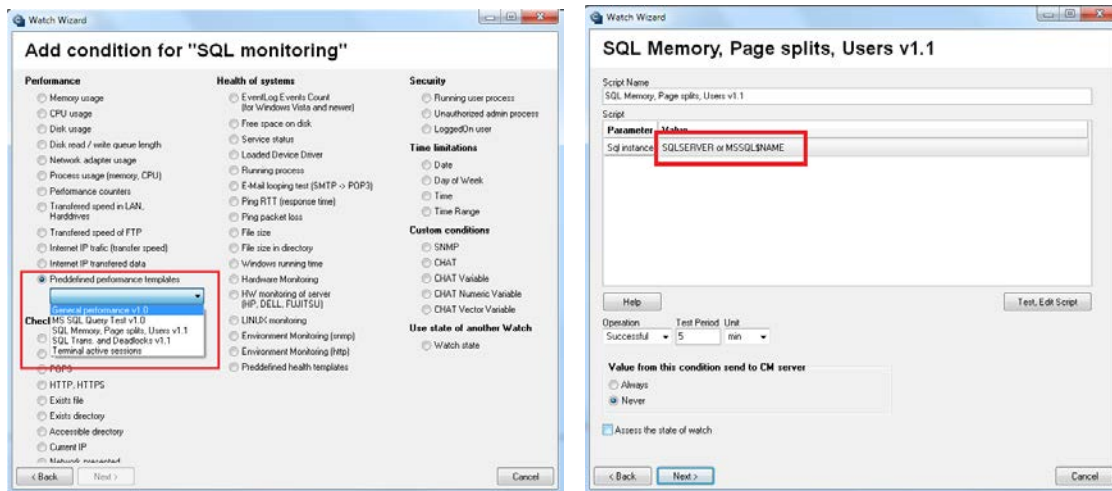 Watch Wizard
Add condition for "SQL monitoring"
Performance
Memory usage
CPU usage
Disk usage
Disk read / write queue length
Network adapter usage
Process usage (memory, CPU)
Performance counters
Transfered speed in LAN,
Harddrives
Transfered speed of FTP
Internet IP trafic (transfer speed)
Internet IP transfered data
Preddefined performance templates
General performance v1.0
MS SQL Query Test v1.0
SQL Memory, Page splits, Users v1.1
SQL Trans. and Deadlocks v1.1
Terminal active sessions
Chec
POP3
HTTP, HTTPS
Exists file
Exists directory
Accessible directory
Current IP
Network presented
Health of systems
EventLog Events Count
(for Windows Vista and newer)
Free space on disk
Service status
Loaded Device Driver
Running process
E-Mail looping test (SMTP -> POP3)
Ping RTT (response time)
Ping packet loss
File size
File size in directory
Windows running time
Hardware Monitoring
HW monitoring of server
(HP, DELL, FUJITSU)
LINUX monitoring
Environment Monitoring (snmp)
Environment Monitoring (http)
Preddefined health templates
Security
Running user process
Unauthorized admin process
LoggedOn user
Time limitations
Date
Day of Week
Time
Time Range
Custom conditions
SNMP
CHAT
CHAT Variable
CHAT Numeric Variable
CHAT Vector Variable
Use state of another Watch
Watch state
< Back
Next >
Cancel
Watch Wizard
SQL Memory, Page splits, Users v1.1
Script Name
SQL Memory, Page splits, Users v1.1
Script
Parameter Value
Sql instance SQLSERVER or MSSQL$NAME
Help
Test, Edit Script
Operation Test Period Unit
Successful 5 min
Value from this condition send to CM server
Always
Never
Assess the state of watch
< Back
Next >
Cancel